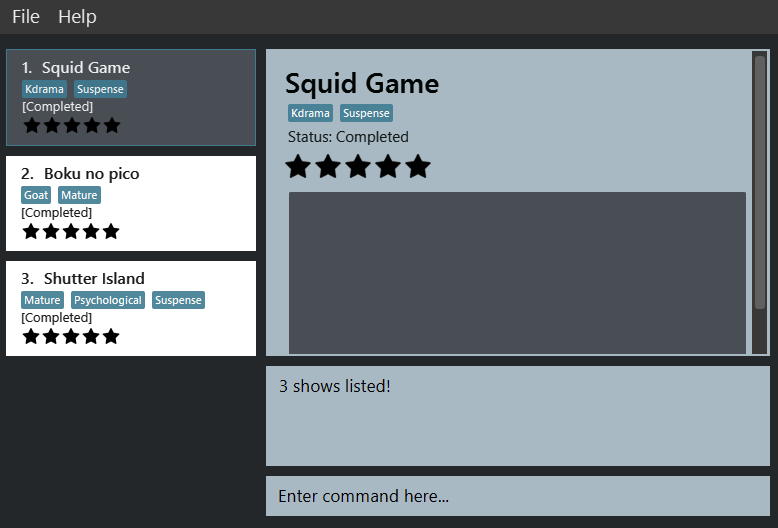 File Help
1. Squid Game
Kdrama Suspense
[Completed]
2. Boku no pico
Goat Mature
[Completed]
3. Shutter Island
Mature Psychological Suspense
[Completed]
Squid Game
Kdrama Suspense
Status: Completed
3 shows listed!
Enter command here...